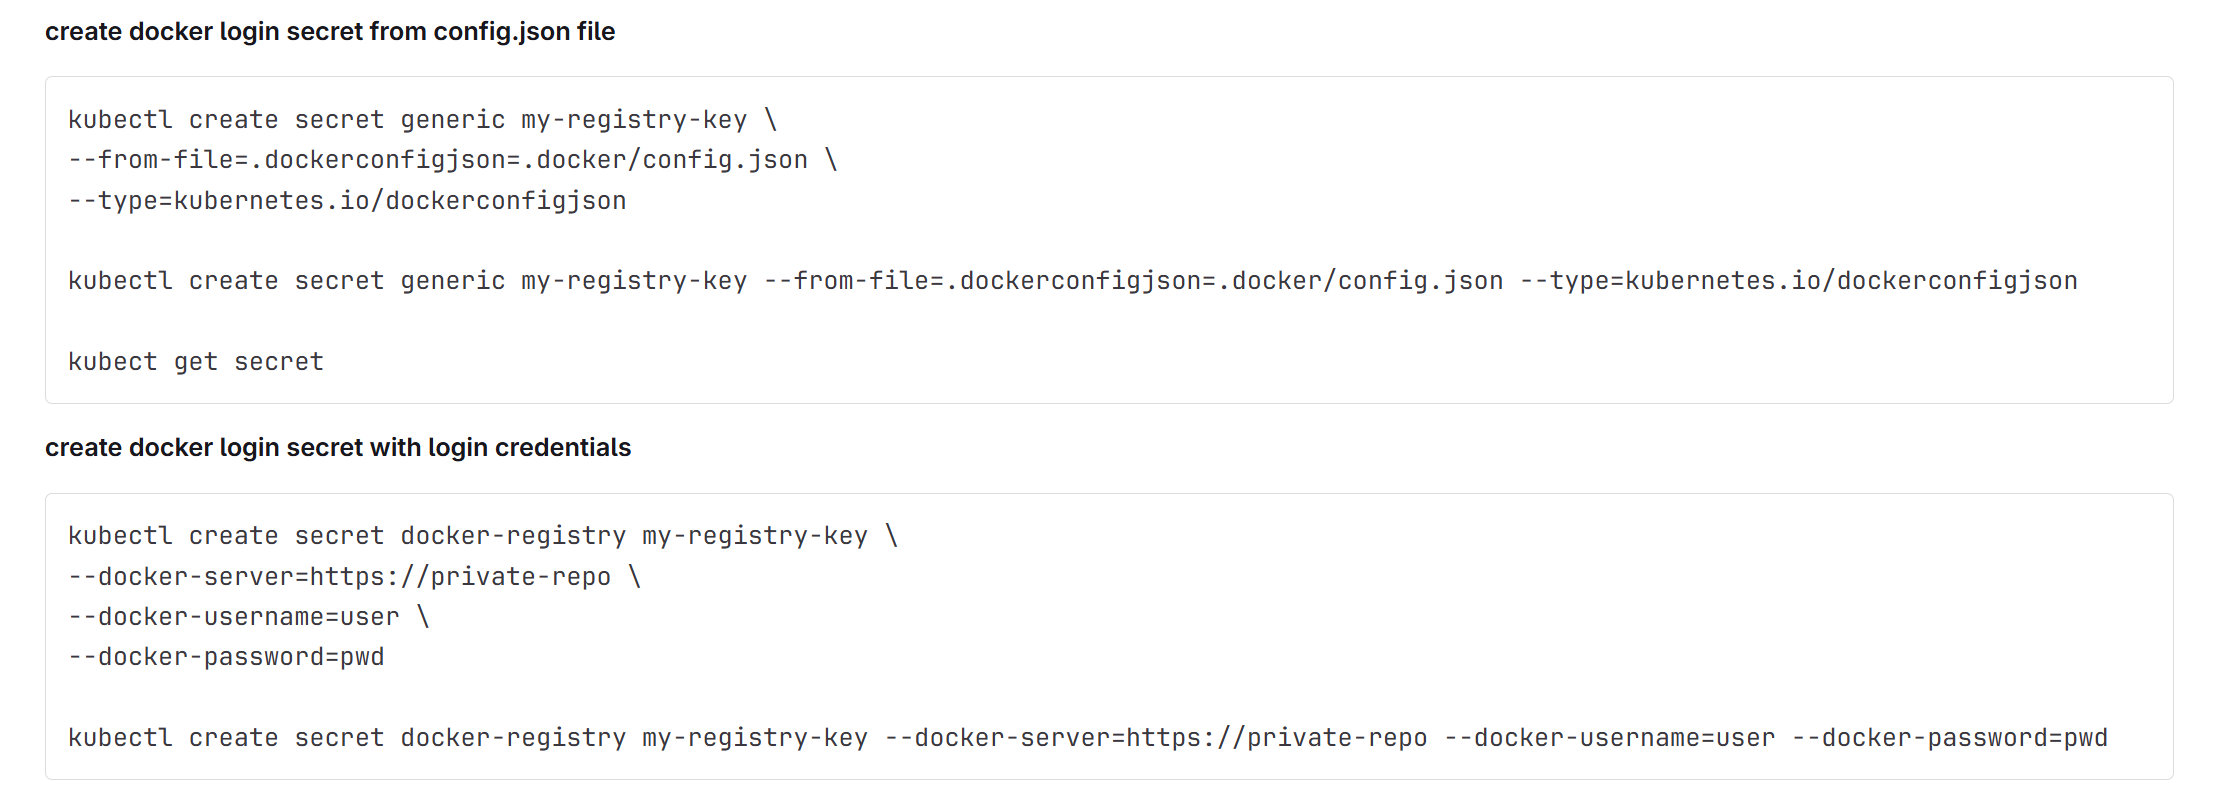 create docker login secret from config.json file
kubectl create secret generic my-registry-key \
--from-file=.dockerconfigjson=.docker/config.json \
--type=kubernetes.io/dockerconfigjson
kubectl create secret generic my-registry-key --from-file=.dockerconfigjson=.docker/config.json --type=kubernetes.io/dockerconfigjson
kubect get secret
create docker login secret with login credentials
kubectl create secret docker-registry my-registry-key \
--docker-server=https://private-repo \
--docker-username=user \
--docker-password=pwd
kubectl create secret docker-registry my-registry-key --docker-server=https://private-repo --docker-username=user --docker-password=pwd